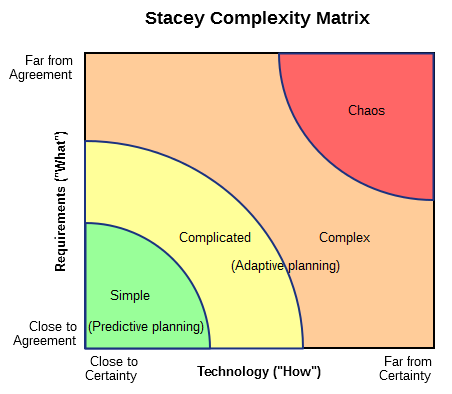 Stacey Complexity Matrix
Far from
Agreement
Chaos
Requirements ("What")
Complicated
Complex
(Adaptive planning)
Simple
(Predictive planning)
Close to
Agreement
Close to
Certainty
Technology ("How")
Far from
Certainty